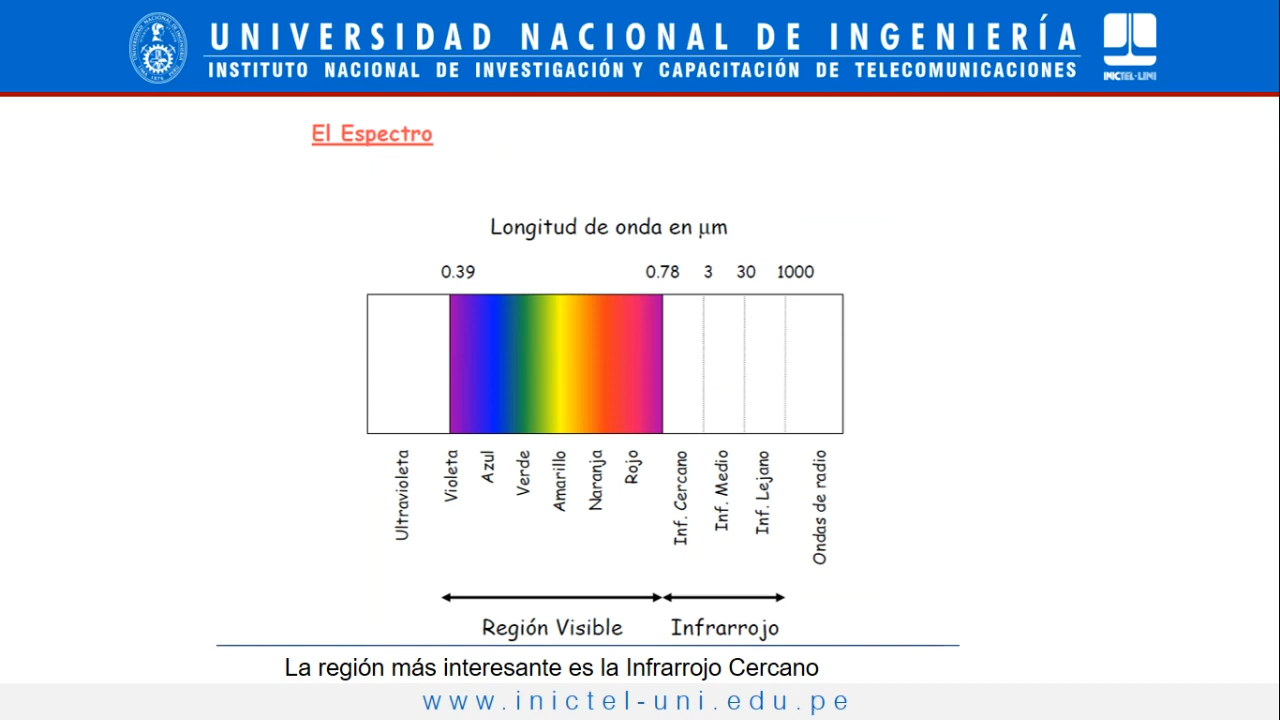 UNIVERSIDAD NACIONAL DE INGENIERÍA
INSTITUTO NACIONAL DE INVESTIGACIÓN Y CAPACITACIÓN DE TELECOMUNICACIONES
INICTEL-UNI
El Espectro
Longitud de onda en μm
0.39 0.78 3 30 1000
Ultravioleta
Violeta
Azul
Verde
Amarillo
Naranja
Rojo
Inf. Cercano
Inf. Medio
Inf. Lejano
Ondas de radio
Región Visible Infrarrojo
La región más interesante es la Infrarrojo Cercano
www.inictel-uni.edu.pe